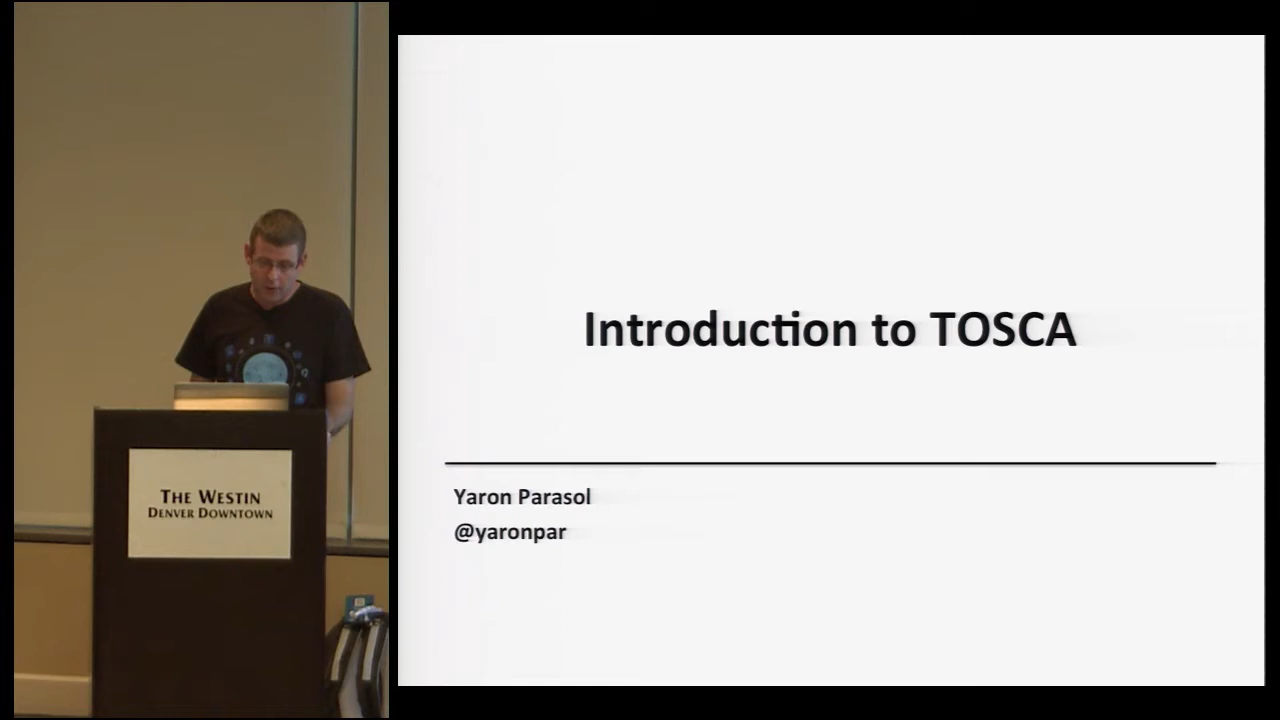 THE WESTIN
DENVER DOWNTOWN
Introduction to TOSCA
Yaron Parasol
@yaronpar